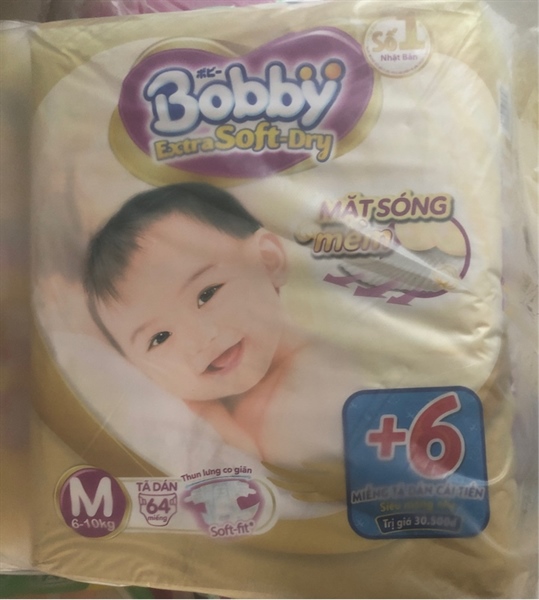 Số 1
Nhật Bản
ボビー
Bobby
Extra Soft-Dry
MẶT SÓNG
mềm
+6
MIẾNG TÃ DÁN CẢI TIẾN
Trị giá 30.500đ
Thun lưng co giãn
M
6-10kg
TÃ DÁN
64
miếng
Soft-fit